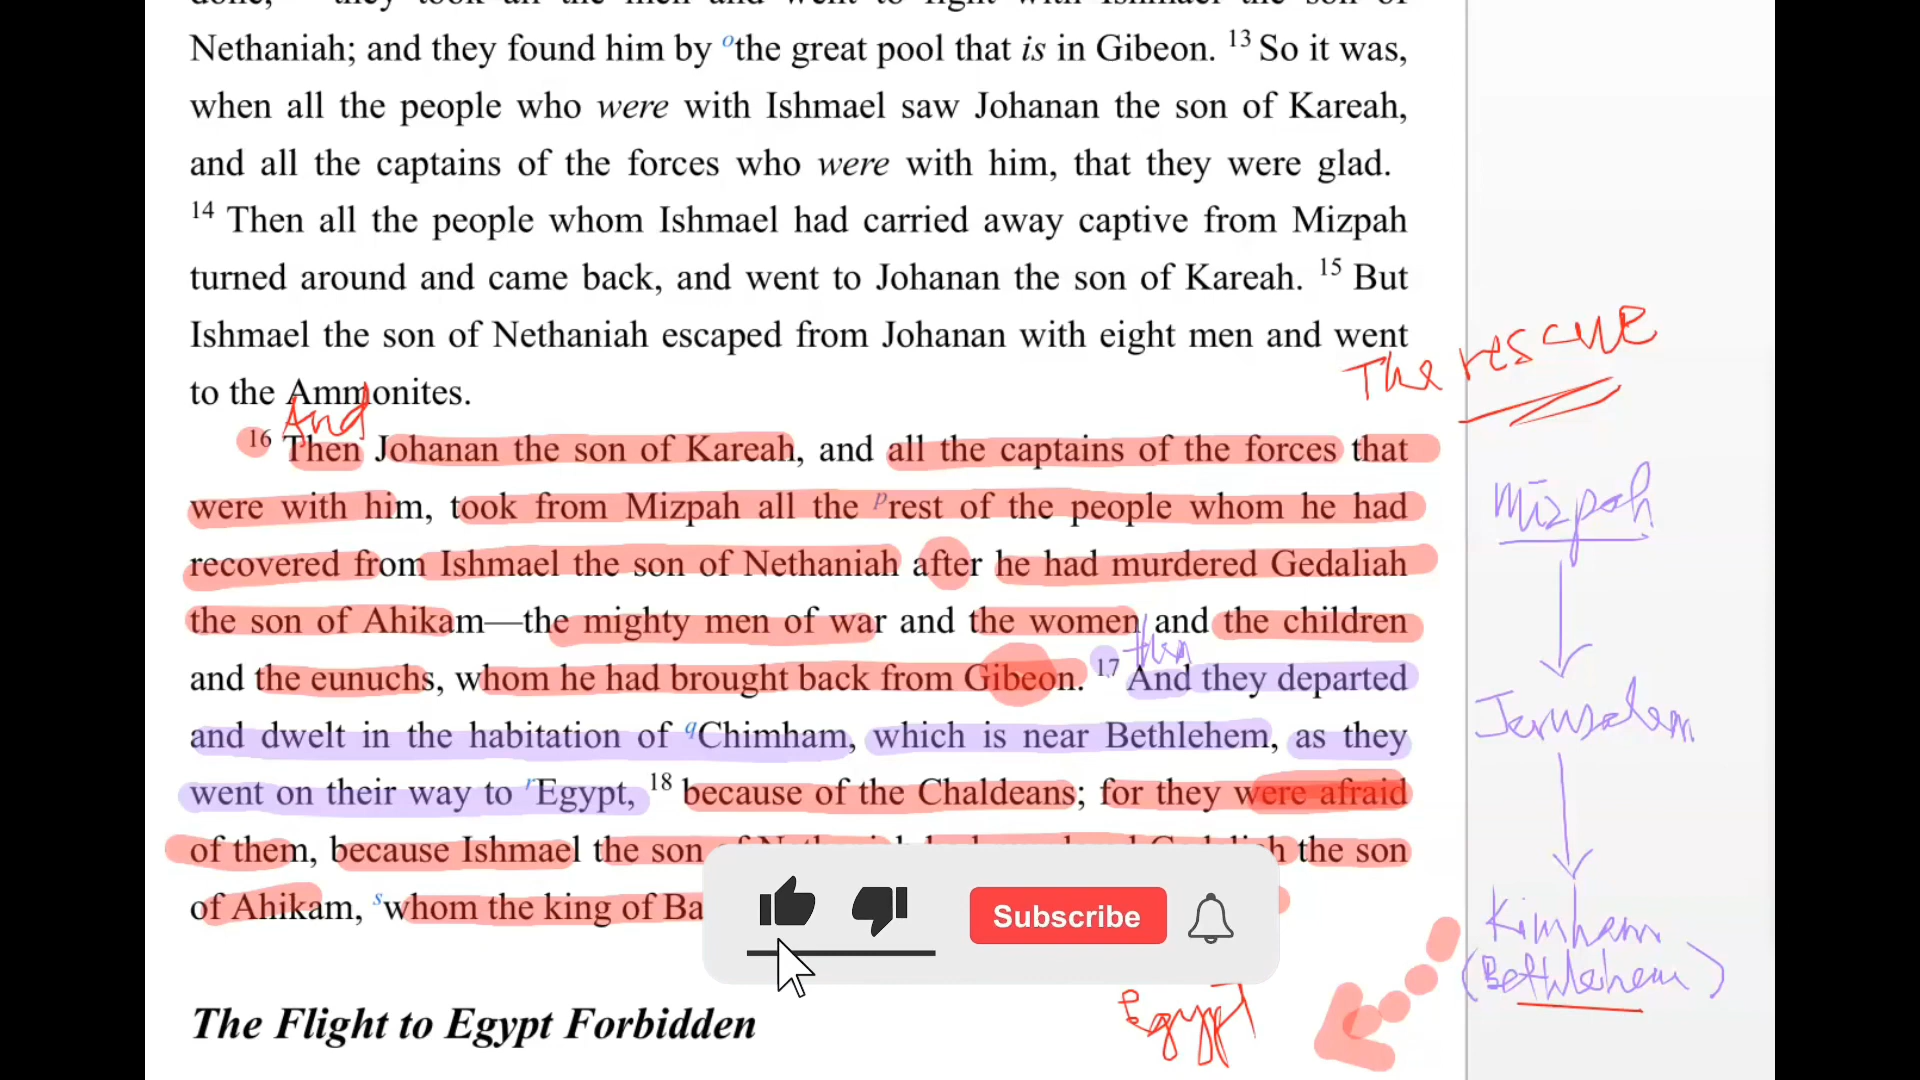 Nethaniah; and they found him by othe great pool that is in Gibeon. 13 So it was,
when all the people who were with Ishmael saw Johanan the son of Kareah,
and all the captains of the forces who were with him, that they were glad.
14 Then all the people whom Ishmael had carried away captive from Mizpah
turned around and came back, and went to Johanan the son of Kareah. 15 But
Ishmael the son of Nethaniah escaped from Johanan with eight men and went
The rescue
to the Ammonites.
And
16 Then Johanan the son of Kareah, and all the captains of the forces that
were with him, took from Mizpah all the prest of the people whom he had
Mizpah
recovered from Ishmael the son of Nethaniah after he had murdered Gedaliah
the son of Ahikam—the mighty men of war and the women and the children
then
and the eunuchs, whom he had brought back from Gibeon. 17 And they departed
Jerusalem
and dwelt in the habitation of qChimham, which is near Bethlehem, as they
went on their way to rEgypt, 18 because of the Chaldeans; for they were afraid
of them, because Ishmael the son the son
of Ahikam, swhom the king of Ba
Subscribe
Kimham
(Bethlehem)
Egypt
The Flight to Egypt Forbidden